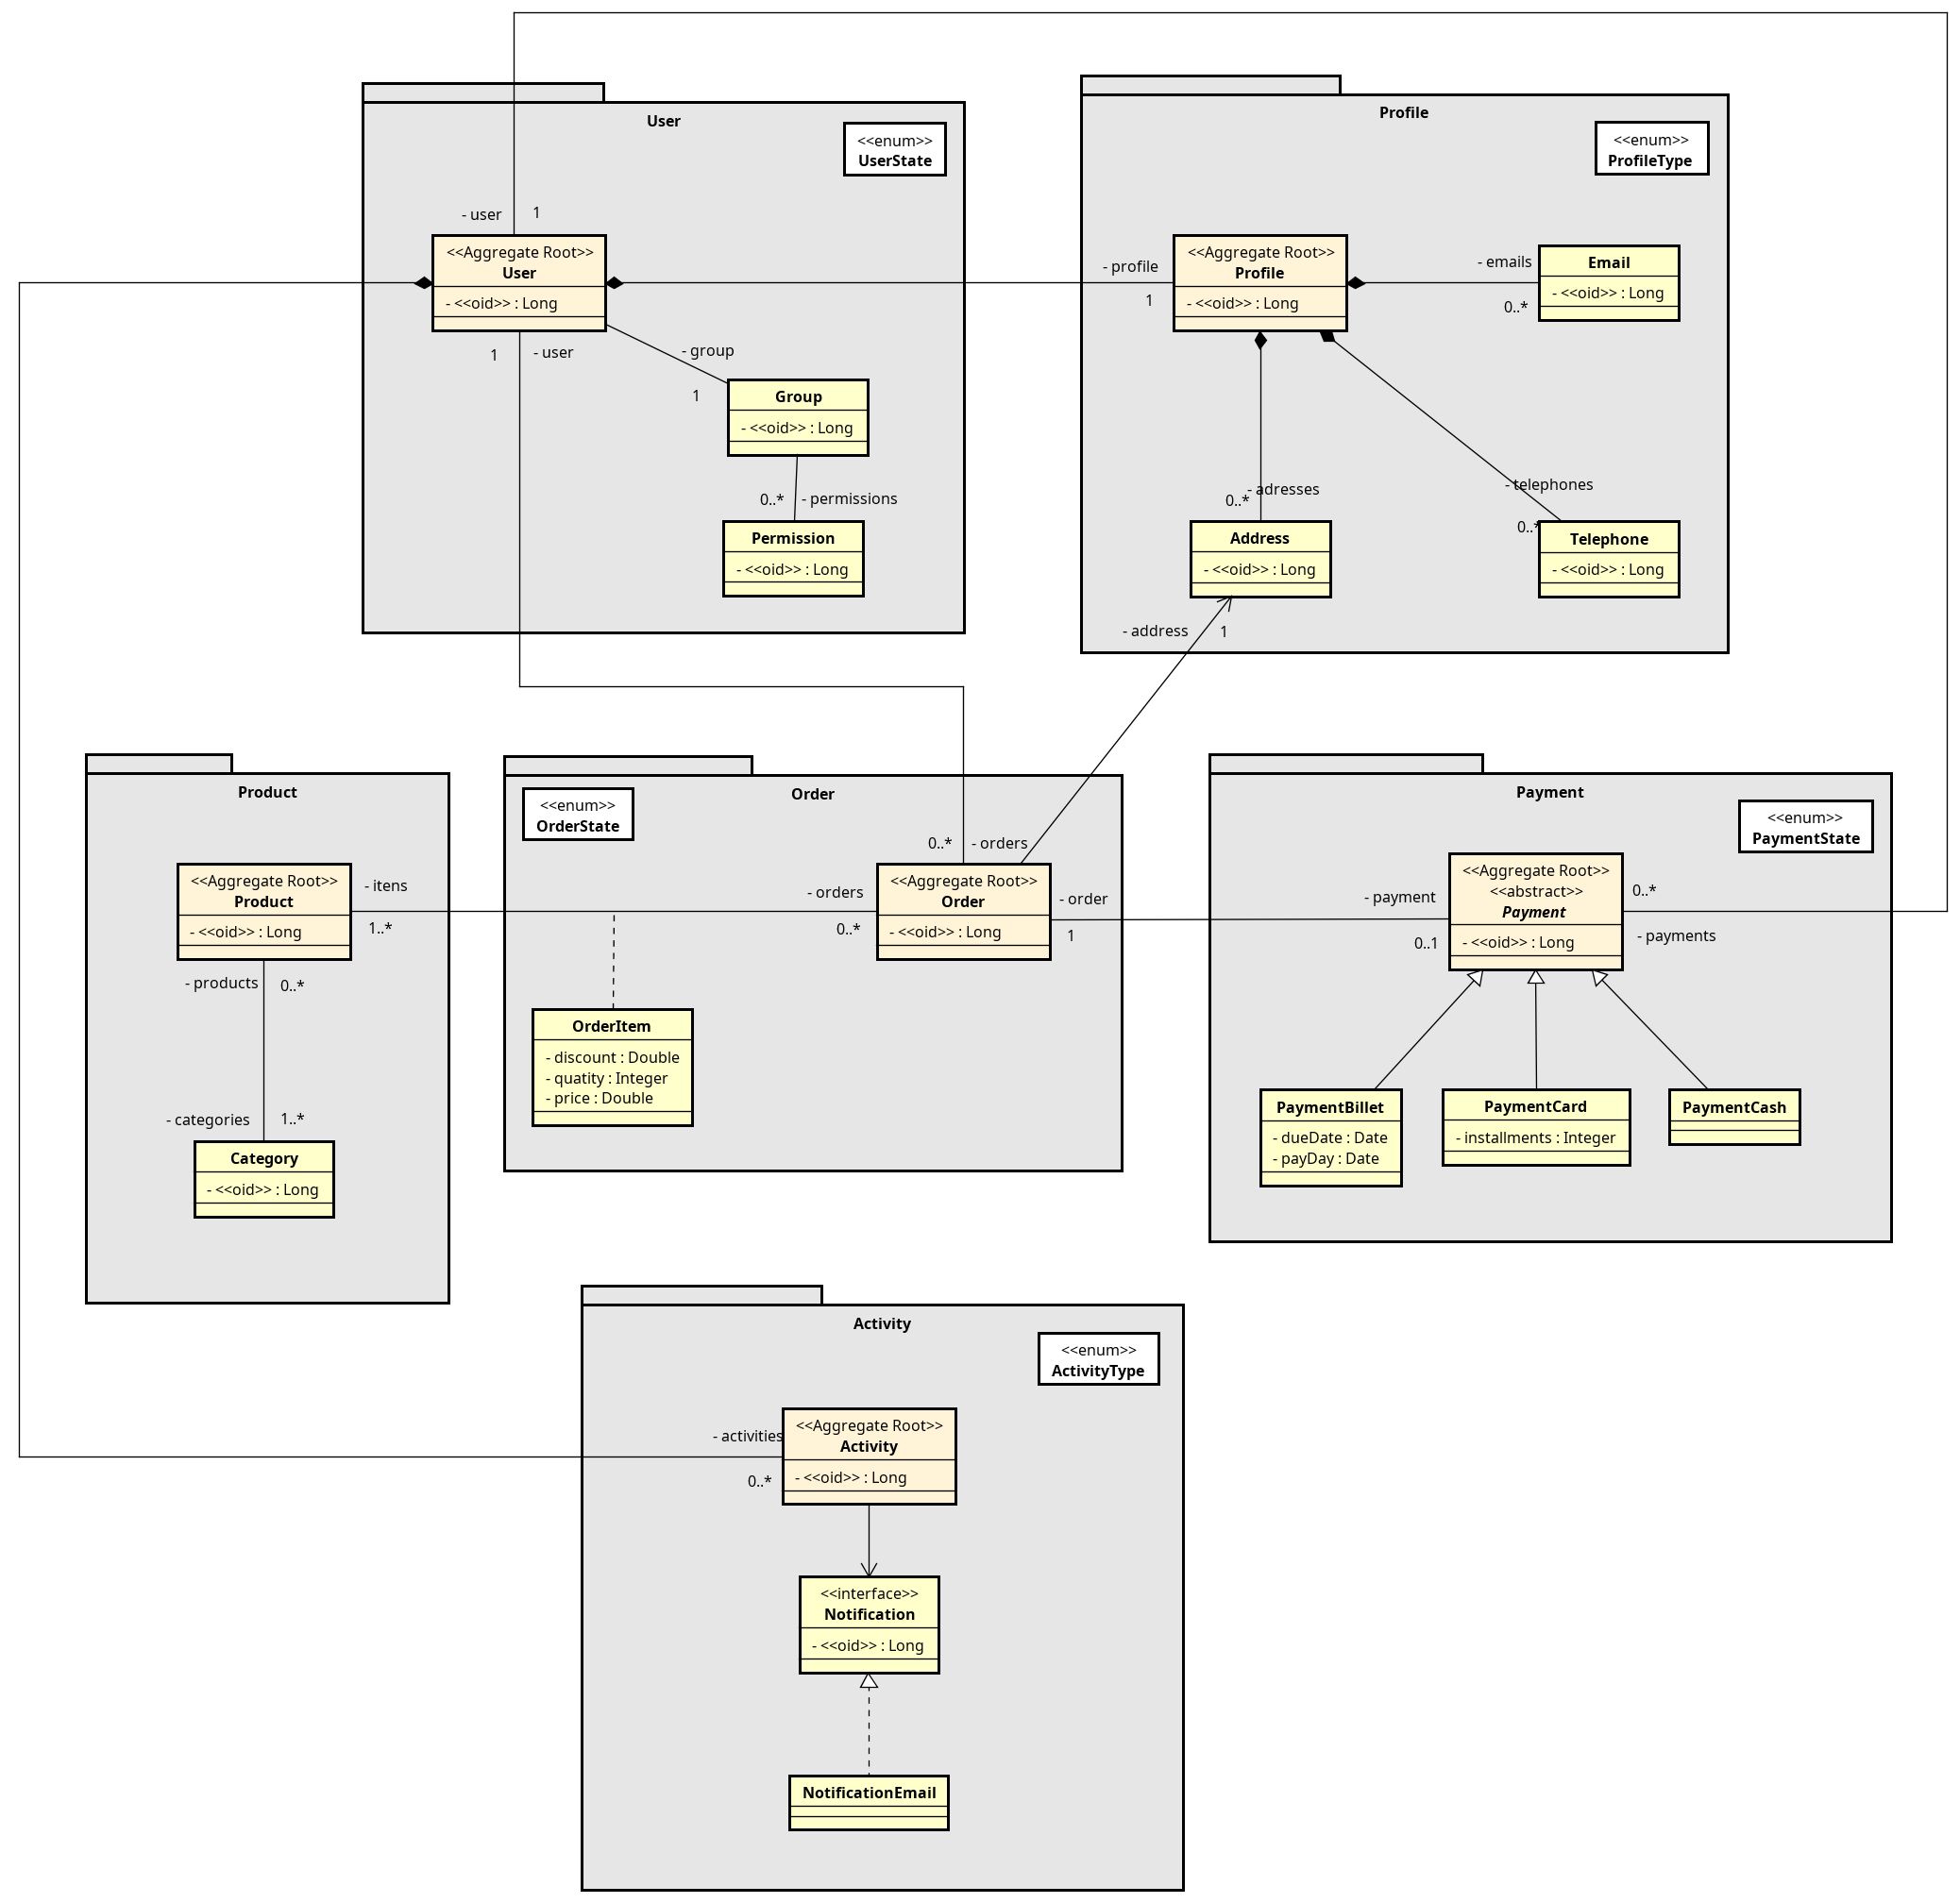 User
<<enum>>
UserState
- user
1
<<Aggregate Root>>
User
- <<oid>> : Long
1
- user
- group
1
Group
- <<oid>> : Long
0..*
- permissions
Permission
- <<oid>> : Long
Profile
<<enum>>
ProfileType
- profile
1
<<Aggregate Root>>
Profile
- <<oid>> : Long
- emails
0..*
Email
- <<oid>> : Long
- adresses
0..*
Address
- <<oid>> : Long
- telephones
0..*
Telephone
- <<oid>> : Long
- address
1
Product
<<Aggregate Root>>
Product
- <<oid>> : Long
- itens
1..*
- products
0..*
- categories
1..*
Category
- <<oid>> : Long
Order
<<enum>>
OrderState
0..*
- orders
- orders
0..*
<<Aggregate Root>>
Order
- <<oid>> : Long
- order
1
OrderItem
- discount : Double
- quatity : Integer
- price : Double
Payment
<<enum>>
PaymentState
- payment
0..1
<<Aggregate Root>>
<<abstract>>
Payment
- <<oid>> : Long
0..*
- payments
PaymentBillet
- dueDate : Date
- payDay : Date
PaymentCard
- installments : Integer
PaymentCash
Activity
<<enum>>
ActivityType
- activities
0..*
<<Aggregate Root>>
Activity
- <<oid>> : Long
<<interface>>
Notification
- <<oid>> : Long
NotificationEmail